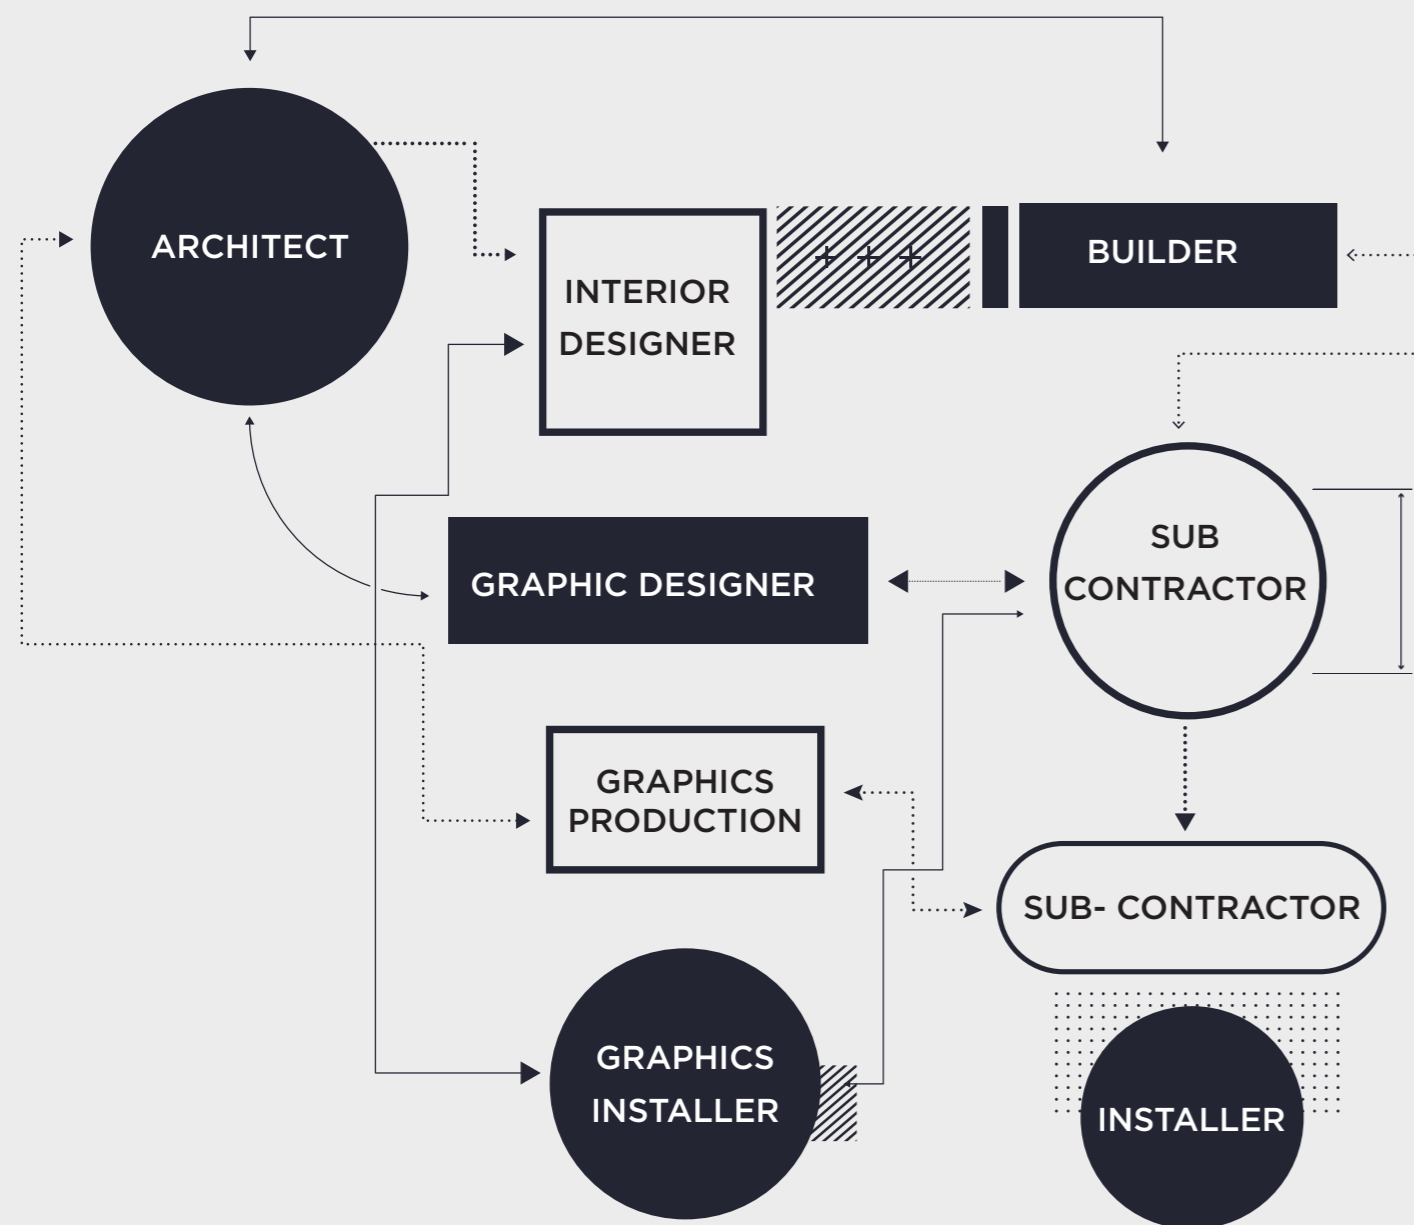 ARCHITECT
BUILDER
INTERIOR
DESIGNER
SUB
CONTRACTOR
GRAPHIC DESIGNER
GRAPHICS
PRODUCTION
SUB- CONTRACTOR
GRAPHICS
INSTALLER
INSTALLER